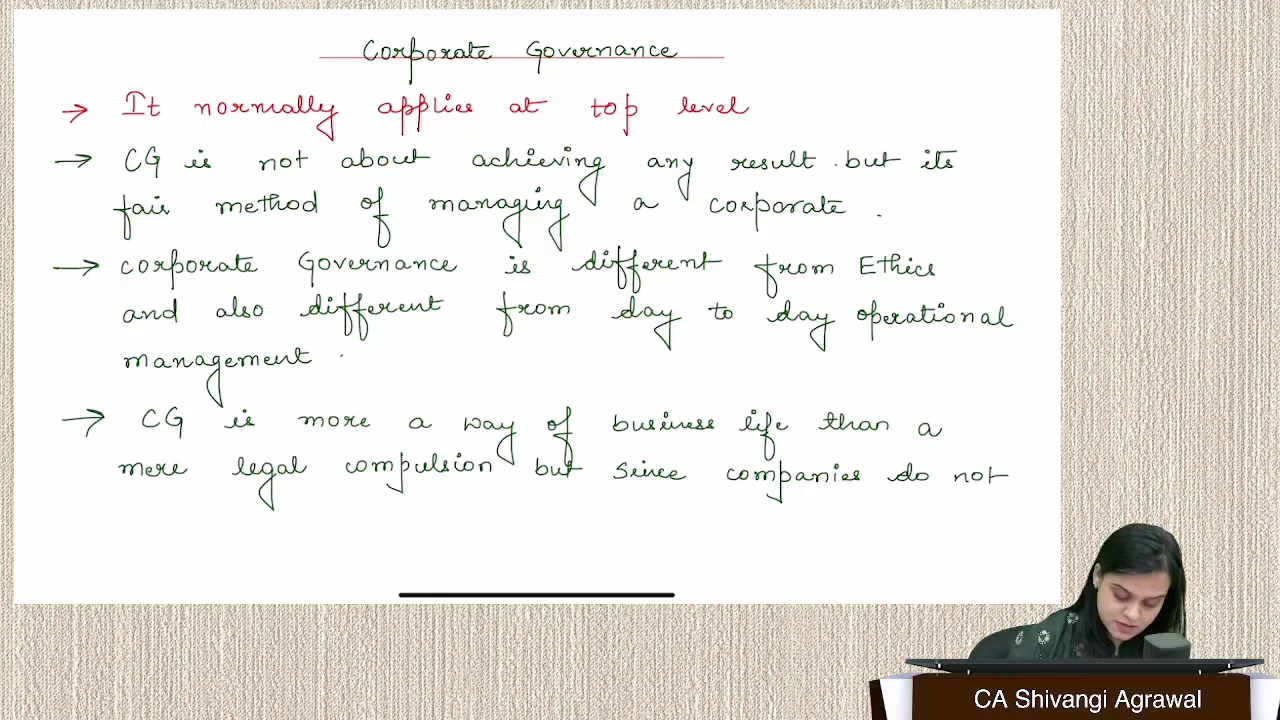 Corporate Governance
→ It normally applies at top level
→ CG is not about achieving any result . but its
fair method of managing a corporate .
→ corporate Governance is different from Ethics
and also different from day to day operational
management .
→ CG is more a way of business life than a
mere legal compulsion but since companies do not
CA Shivangi Agrawal